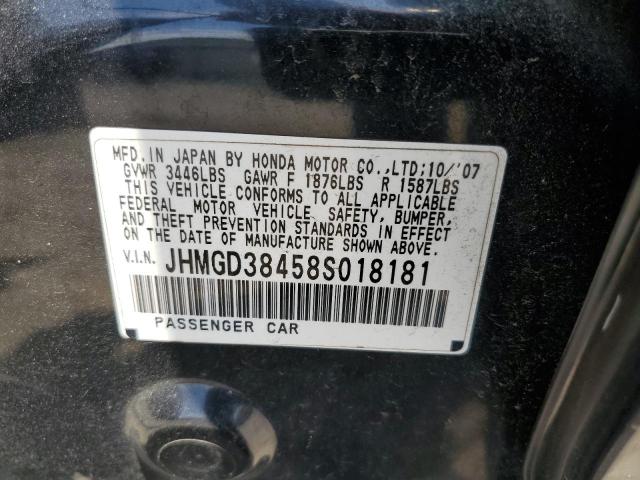 MFD. IN JAPAN BY HONDA MOTOR CO., LTD; 10/'07
GVWR 3446LBS GAWR F 1876LBS R 1587LBS
THIS VEHICLE CONFORMS TO ALL APPLICABLE
FEDERAL MOTOR VEHICLE SAFETY, BUMPER,
AND THEFT PREVENTION STANDARDS IN EFFECT
ON THE DATE OF MANUFACTURE SHOWN ABOVE.
V.I.N. JHMGD38458S018181
PASSENGER CAR